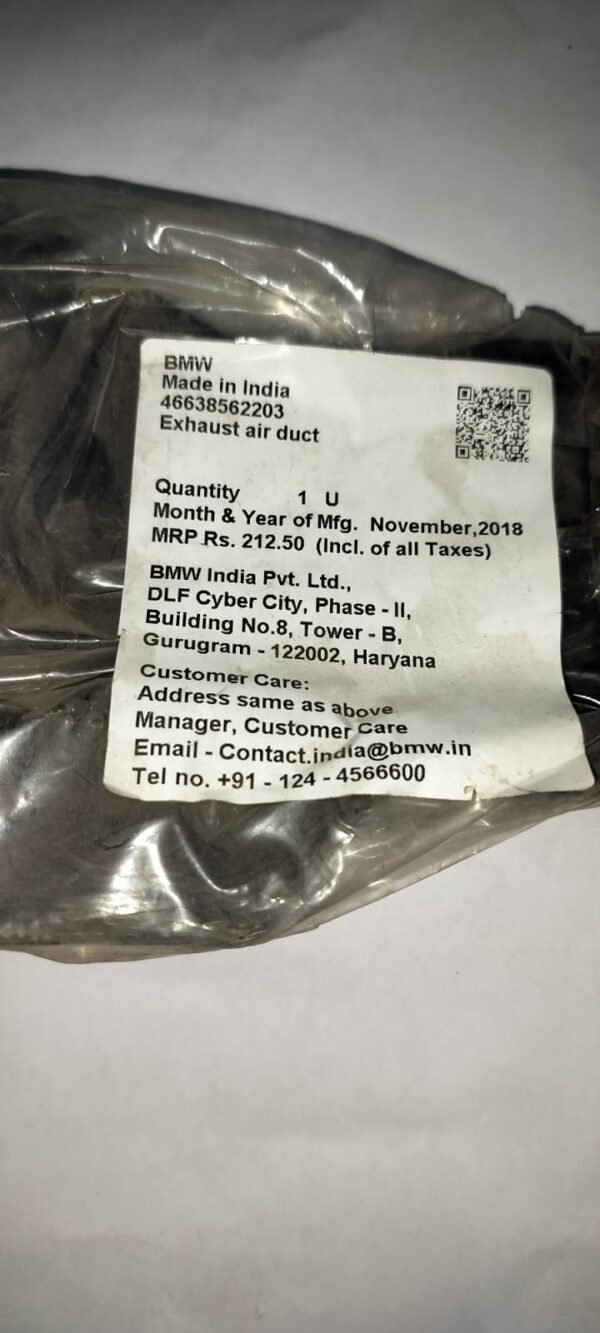 BMW
Made in India
46638562203
Exhaust air duct
Quantity 1 U
Month & Year of Mfg. November,2018
MRP Rs. 212.50 (Incl. of all Taxes)
BMW India Pvt. Ltd.,
DLF Cyber City, Phase - II,
Building No.8, Tower - B,
Gurugram - 122002, Haryana
Customer Care:
Address same as above
Manager, Customer Care
Email - Contact.india@bmw.in
Tel no. +91 - 124 - 4566600